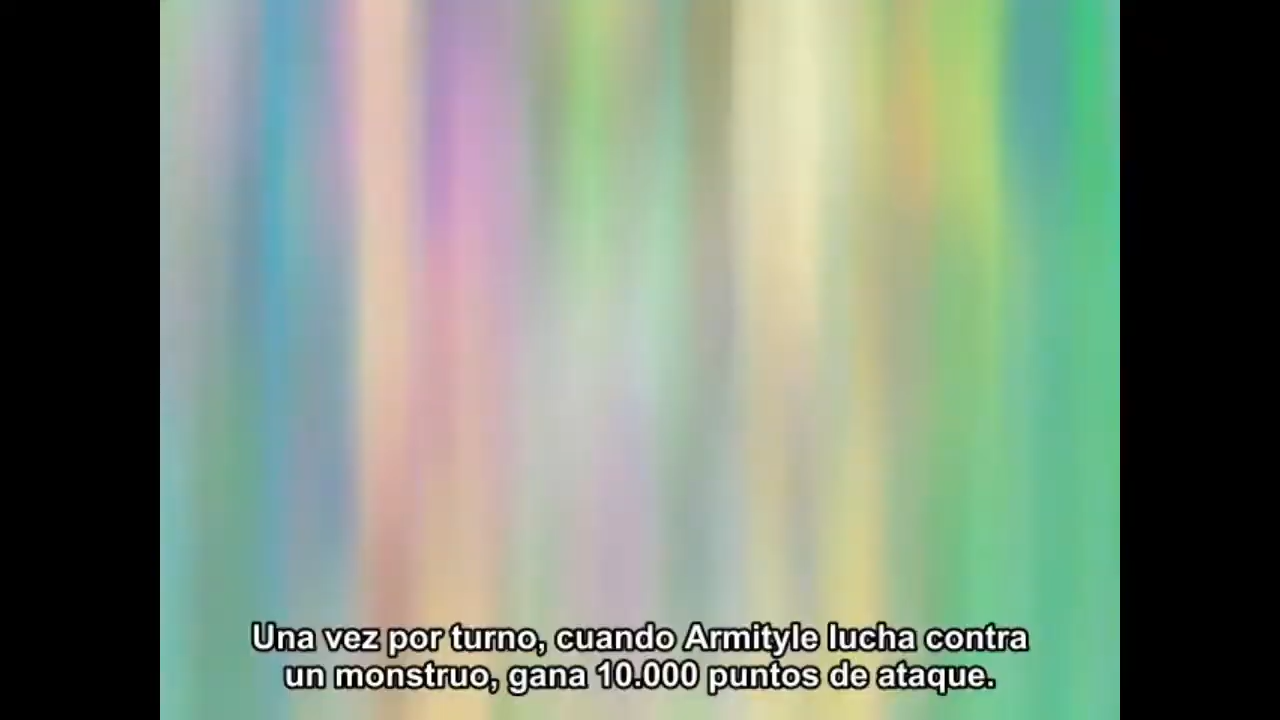 Una vez por turno, cuando Armityle lucha contra
un monstruo, gana 10.000 puntos de ataque.